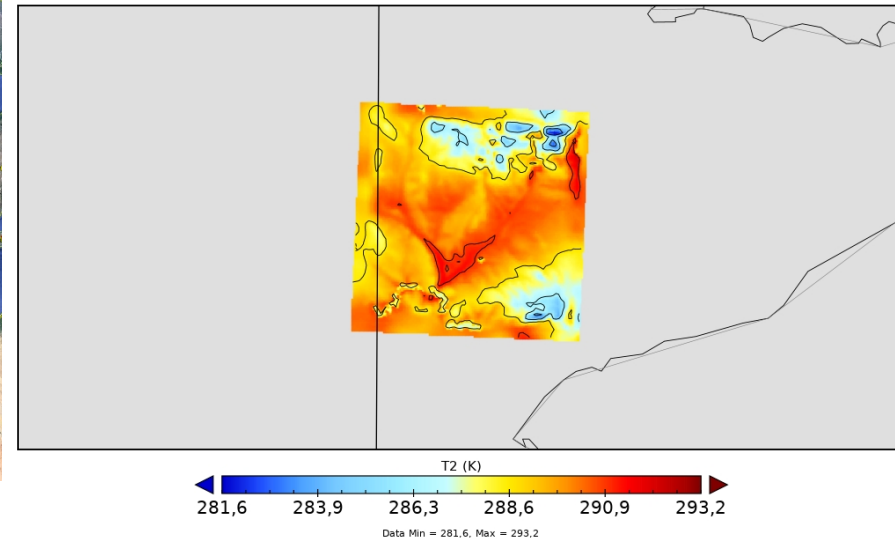 T2 (K)
281,6 283,9 286,3 288,6 290,9 293,2
Data Min = 281,6, Max = 293,2